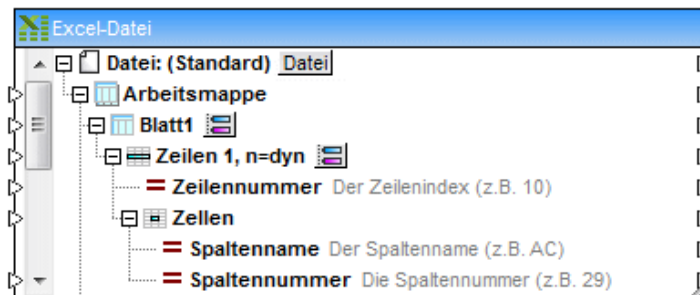 Excel-Datei
Datei: (Standard) Datei
Arbeitsmappe
Blatt1
Zeilen 1, n=dyn
Zeilennummer Der Zeilenindex (z.B. 10)
Zellen
Spaltenname Der Spaltenname (z.B. AC)
Spaltennummer Die Spaltennummer (z.B. 29)